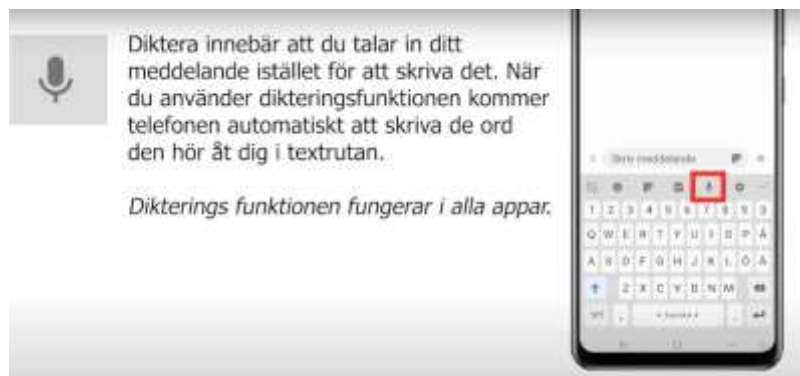 Diktera innebär att du talar in ditt
meddelande istället för att skriva det. När
du använder dikteringsfunktionen kommer
telefonen automatiskt att skriva de ord
den hör åt dig i textrutan.
Dikterings funktionen fungerar i alla appar.
Skriv meddelande
1 2 3 4 5 6 7 8 9 0
Q W E R T Y U I O P Å
A S D F G H J K L Ö Ä
Z X C V B N M